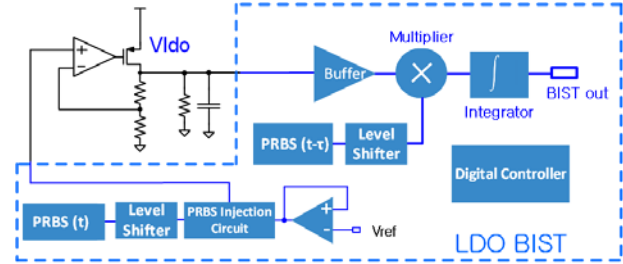 Vldo
+
−
Buffer
Multiplier
×
∫
Integrator
BIST out
PRBS (t-τ)
Level
Shifter
Digital Controller
PRBS (t)
Level
Shifter
PRBS Injection
Circuit
+
−
Vref
LDO BIST